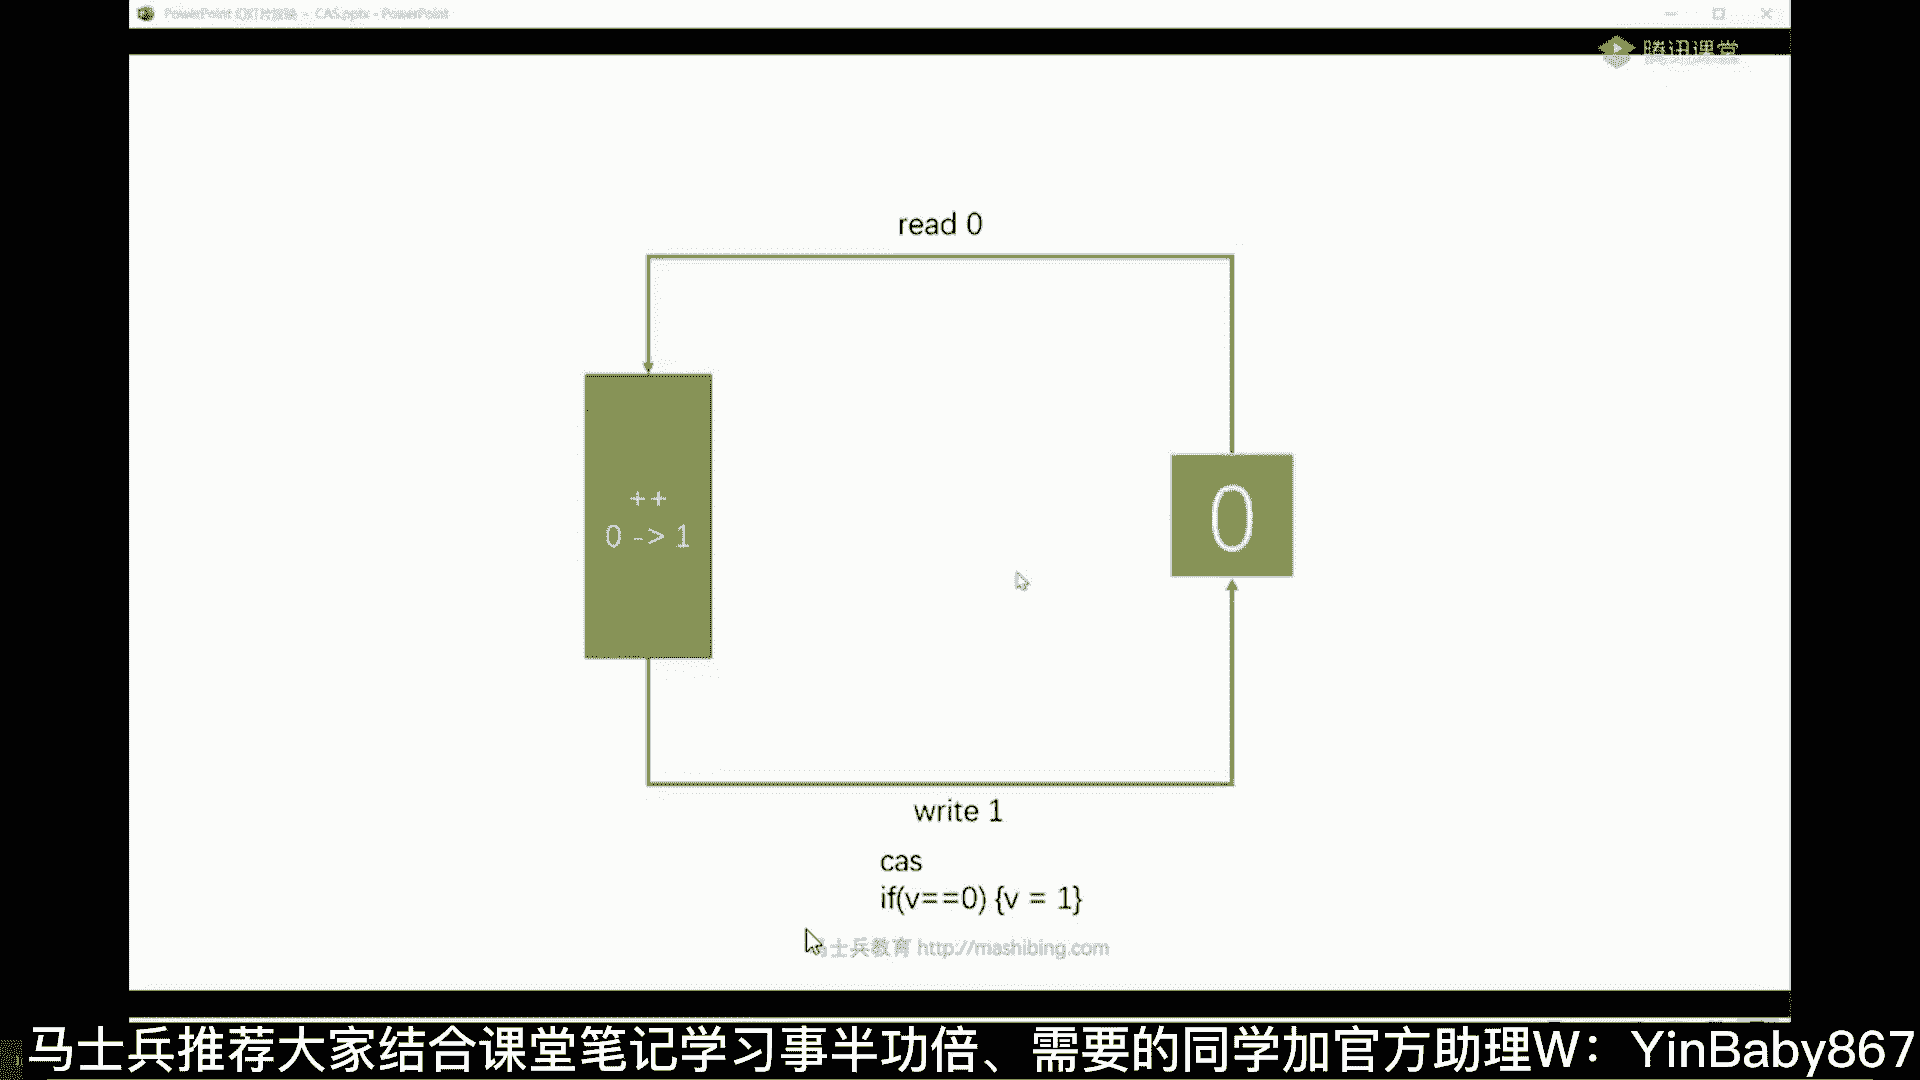 PowerPoint 幻灯片放映 - CAS.pptx - PowerPoint
腾讯课堂
read 0
++
0 -> 1
0
write 1
cas
if(v==0) {v = 1}
马士兵教育 http://mashibing.com
马士兵推荐大家结合课堂笔记学习事半功倍、需要的同学加官方助理W：YinBaby867